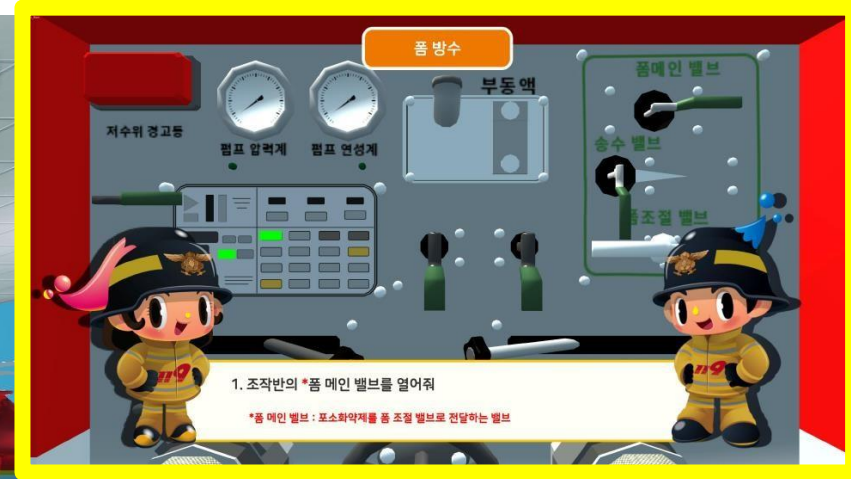 폼 방수
저수위 경고등
펌프 압력계
펌프 연성계
부동액
폼메인 밸브
송수 밸브
폼조절 밸브
119
119
1. 조작반의 *폼 메인 밸브를 열어줘
*폼 메인 벨브 : 포소화약제를 폼 조절 밸브로 전달하는 밸브